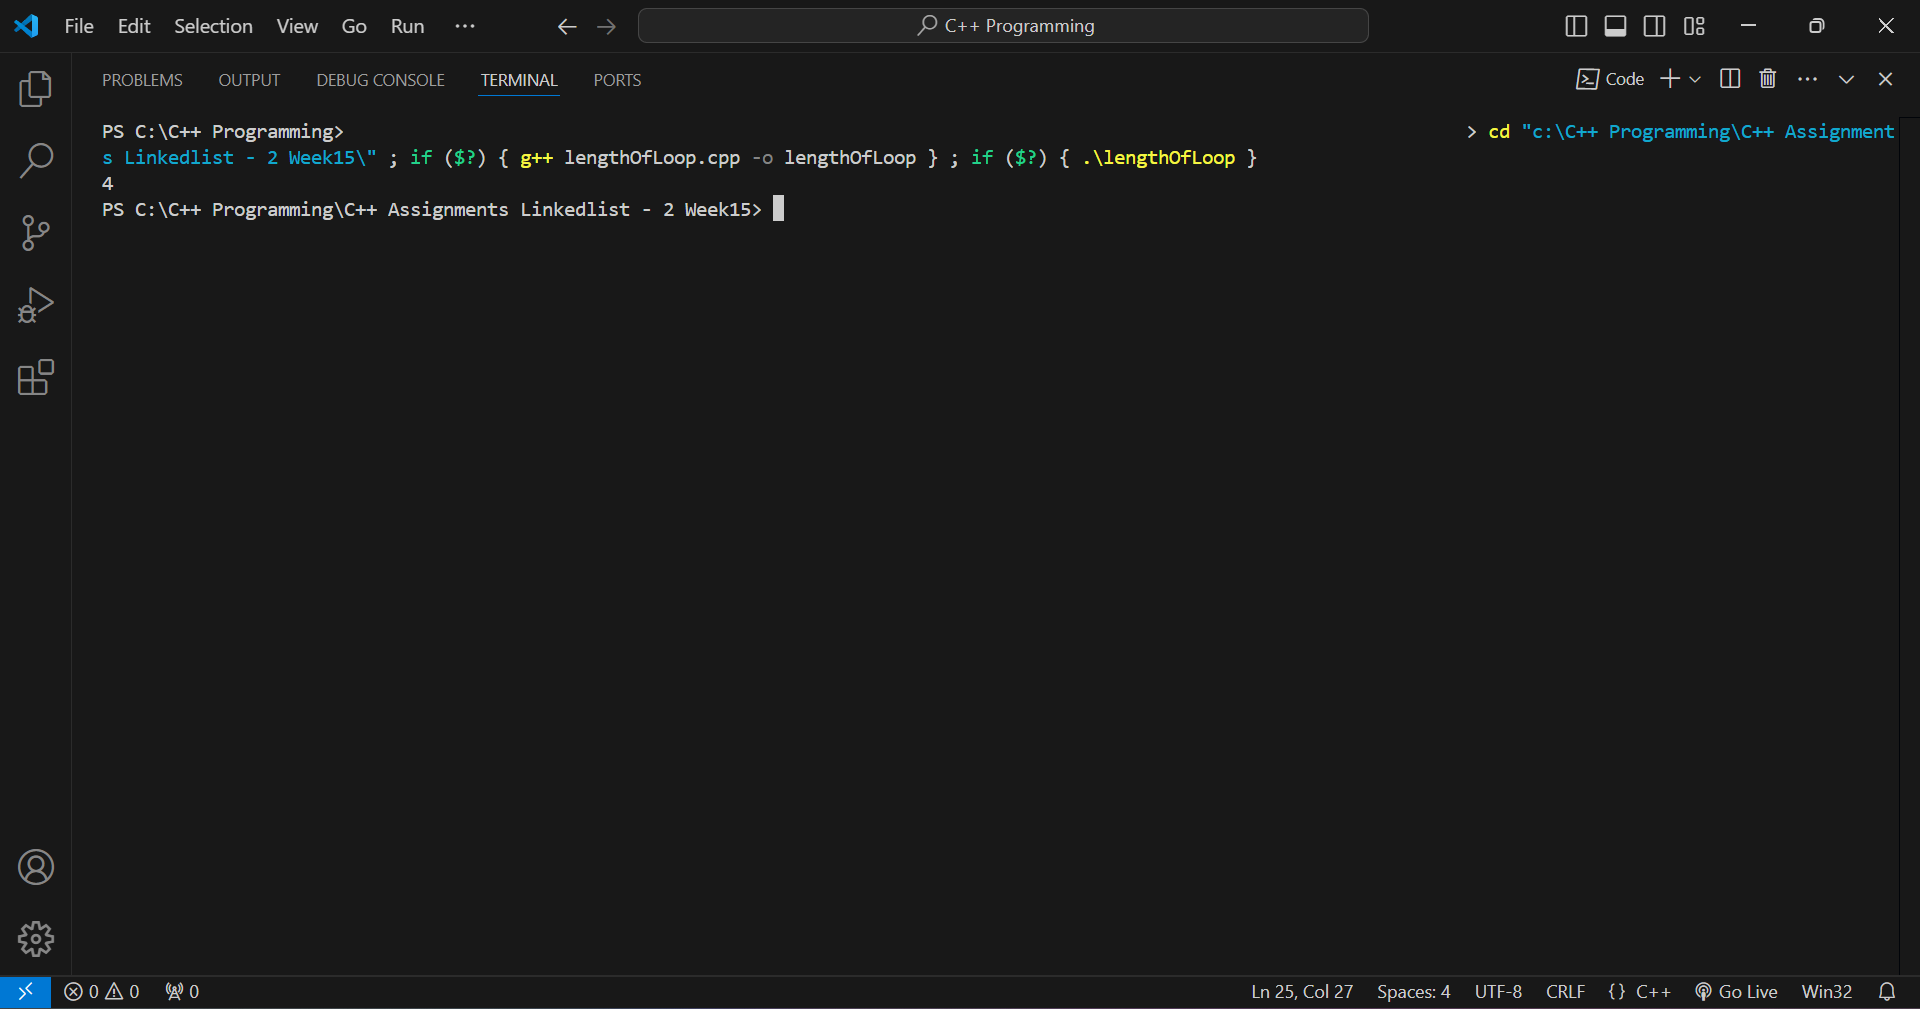 File Edit Selection View Go Run ···
C++ Programming
PROBLEMS OUTPUT DEBUG CONSOLE TERMINAL PORTS
Code
PS C:\C++ Programming> > cd "c:\C++ Programming\C++ Assignment
s Linkedlist - 2 Week15\" ; if ($?) { g++ lengthOfLoop.cpp -o lengthOfLoop } ; if ($?) { .\lengthOfLoop }
4
PS C:\C++ Programming\C++ Assignments Linkedlist - 2 Week15>
0 0 0 Ln 25, Col 27 Spaces: 4 UTF-8 CRLF {} C++ Go Live Win32